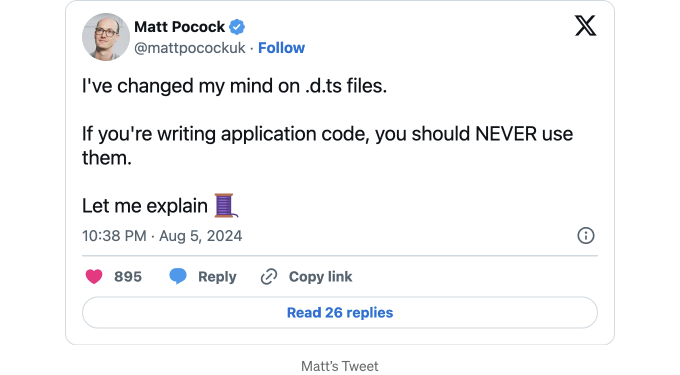 Matt Pocock
@mattpocockuk · Follow
I've changed my mind on .d.ts files.
If you're writing application code, you should NEVER use
them.
Let me explain 🧵
10:38 PM · Aug 5, 2024
895 Reply Copy link
Read 26 replies
Matt's Tweet